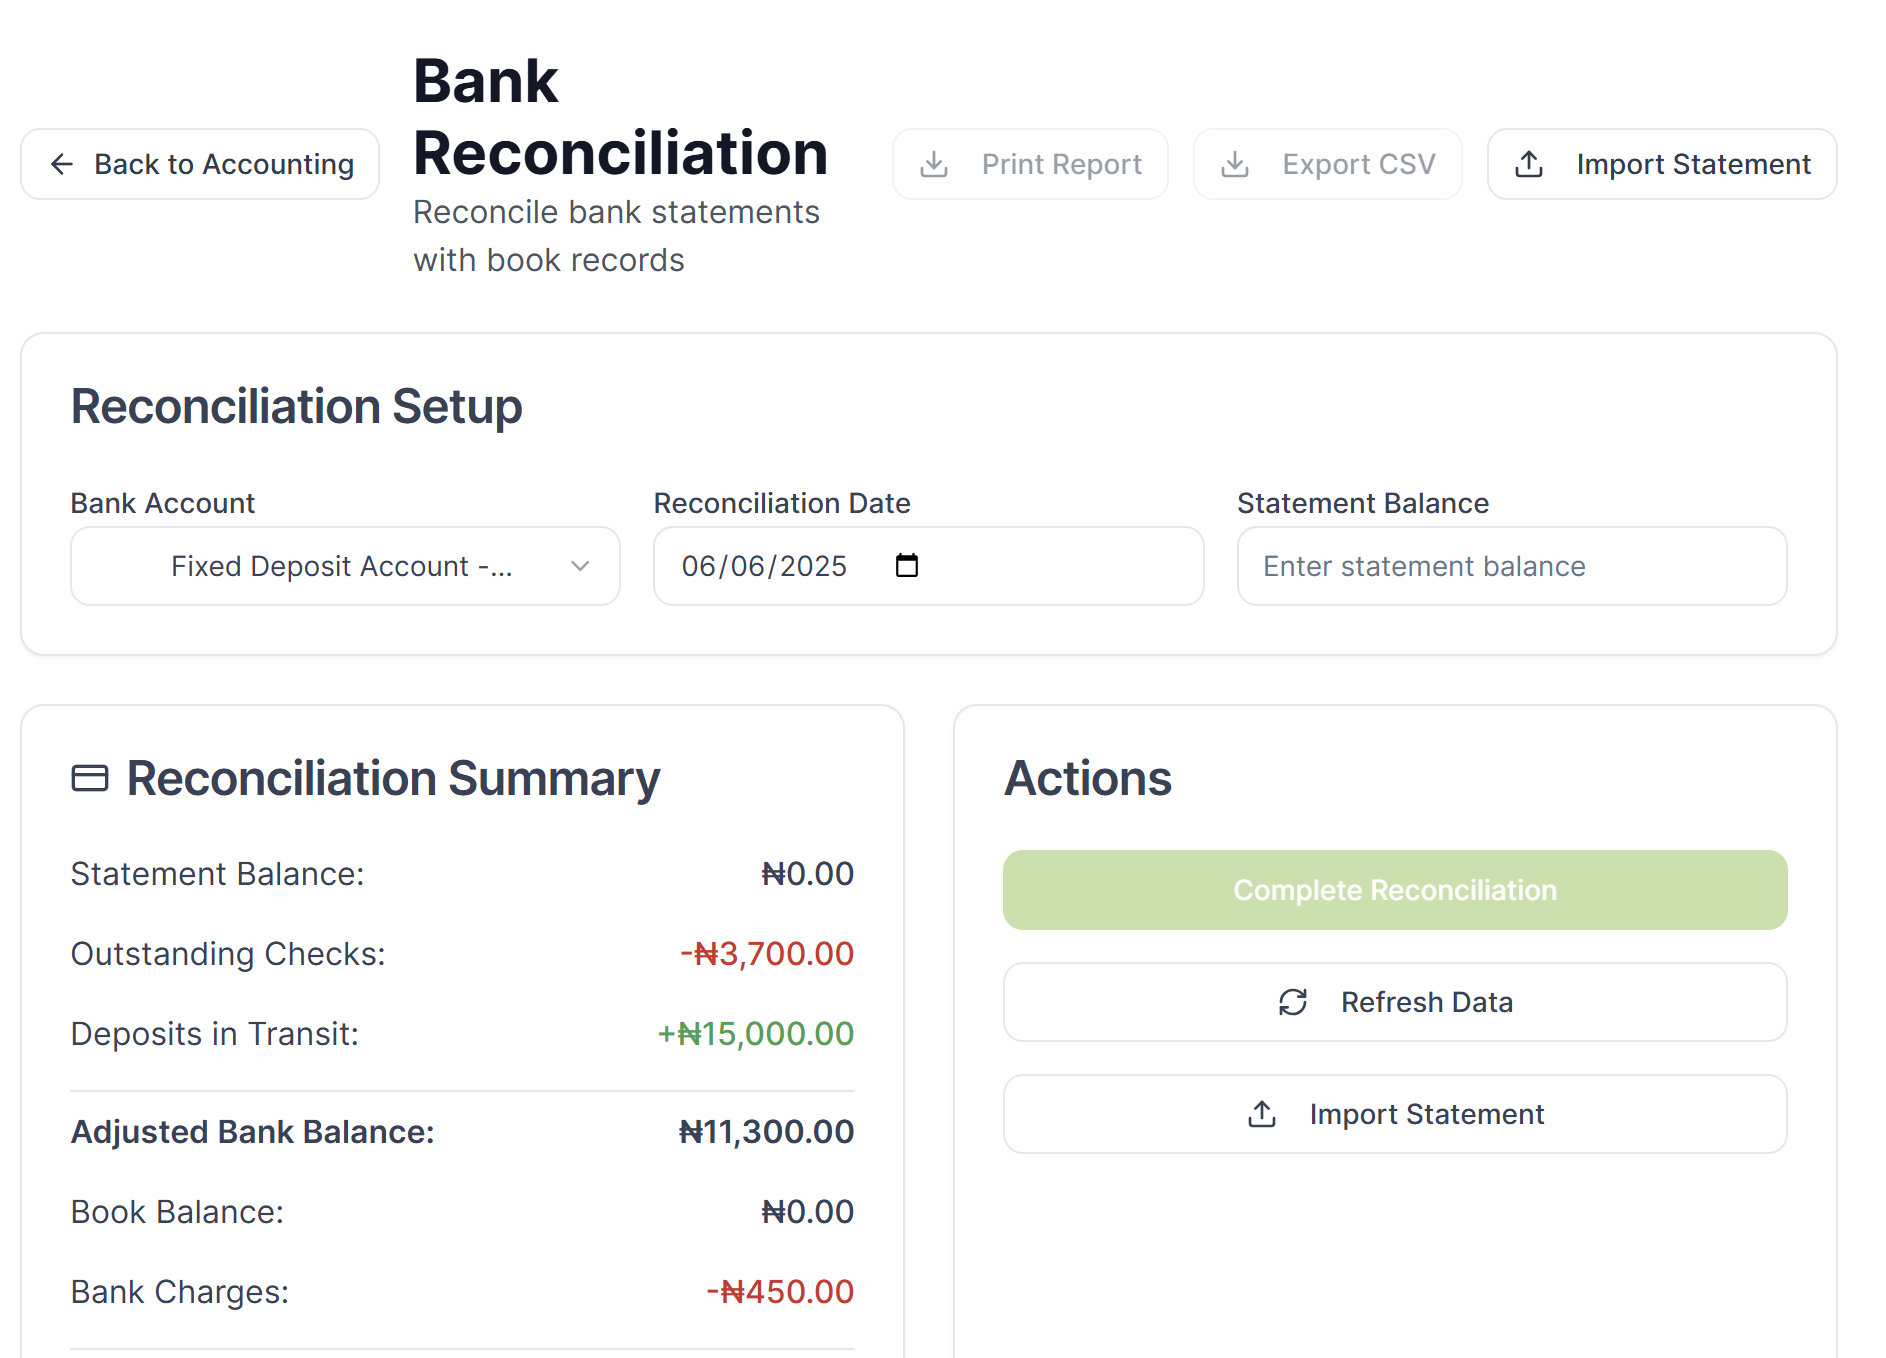 Back to Accounting
Bank
Reconciliation
Reconcile bank statements
with book records
Print Report
Export CSV
Import Statement
Reconciliation Setup
Bank Account
Fixed Deposit Account -...
Reconciliation Date
06/06/2025
Statement Balance
Enter statement balance
Reconciliation Summary
Statement Balance: ₦0.00
Outstanding Checks: -₦3,700.00
Deposits in Transit: +₦15,000.00
Adjusted Bank Balance: ₦11,300.00
Book Balance: ₦0.00
Bank Charges: -₦450.00
Actions
Complete Reconciliation
Refresh Data
Import Statement